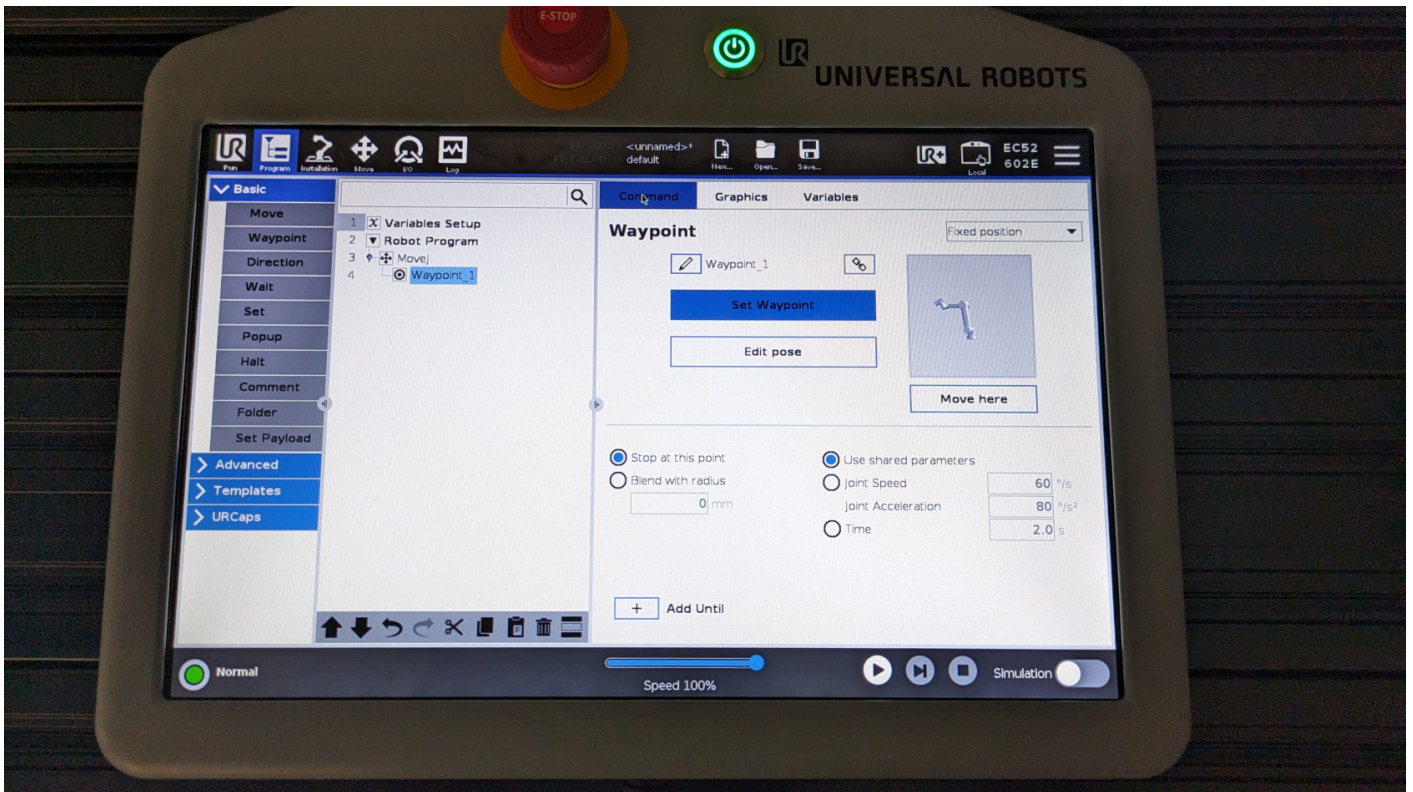 E-STOP
UR
UNIVERSAL ROBOTS
UR
Run
Program
Installation
Move
I/O
Log
<unnamed>*
default
New...
Open...
Save...
UR+
Local
EC52
602E
Basic
Move
Waypoint
Direction
Wait
Set
Popup
Halt
Comment
Folder
Set Payload
Advanced
Templates
URCaps
1 X Variables Setup
2 Robot Program
3 MoveJ
4 Waypoint_1
Command Graphics Variables
Waypoint
Fixed position
Waypoint_1
Set Waypoint
Edit pose
Move here
Stop at this point
Blend with radius
0 mm
Use shared parameters
Joint Speed 60 °/s
Joint Acceleration 80 °/s²
Time 2.0 s
+ Add Until
Normal
Speed 100%
Simulation